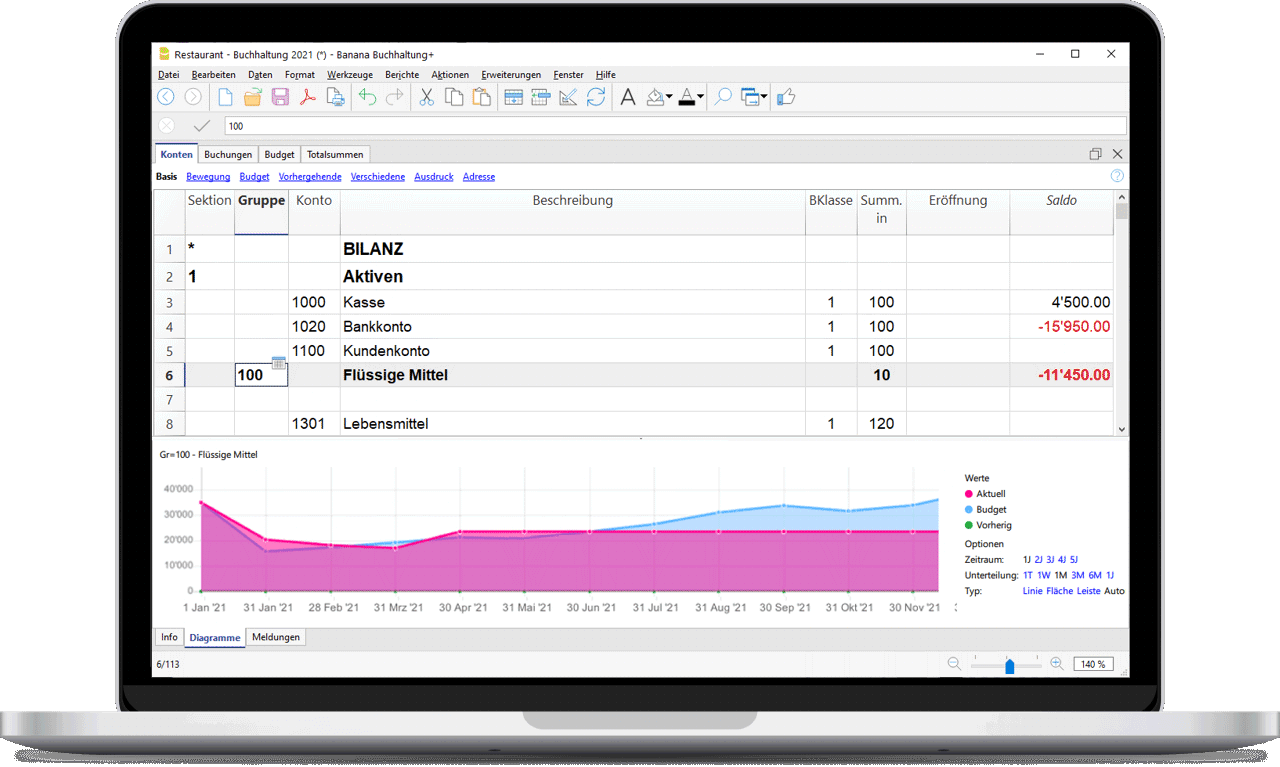 Restaurant - Buchhaltung 2021 (*) - Banana Buchhaltung+
Datei Bearbeiten Daten Format Werkzeuge Berichte Aktionen Erweiterungen Fenster Hilfe
100
Konten Buchungen Budget Totalsummen
Basis Bewegung Budget Vorhergehende Verschiedene Ausdruck Adresse
Sektion Gruppe Konto Beschreibung BKlasse Summ. in Eröffnung Saldo
1 * BILANZ
2 1 Aktiven
3 1000 Kasse 1 100 4'500.00
4 1020 Bankkonto 1 100 -15'950.00
5 1100 Kundenkonto 1 100
6 100 Flüssige Mittel 10 -11'450.00
7
8 1301 Lebensmittel 1 120
Gr=100 - Flüssige Mittel
40'000
30'000
20'000
10'000
0
1 Jan '21 31 Jan '21 28 Feb '21 31 Mrz '21 30 Apr '21 31 Mai '21 30 Jun '21 31 Jul '21 31 Aug '21 30 Sep '21 31 Okt '21 30 Nov '21
Werte
Aktuell
Budget
Vorherig
Optionen
Zeitraum: 1J 2J 3J 4J 5J
Unterteilung: 1T 1W 1M 3M 6M 1J
Typ: Linie Fläche Leiste Auto
Info Diagramme Meldungen
6/113 140 %